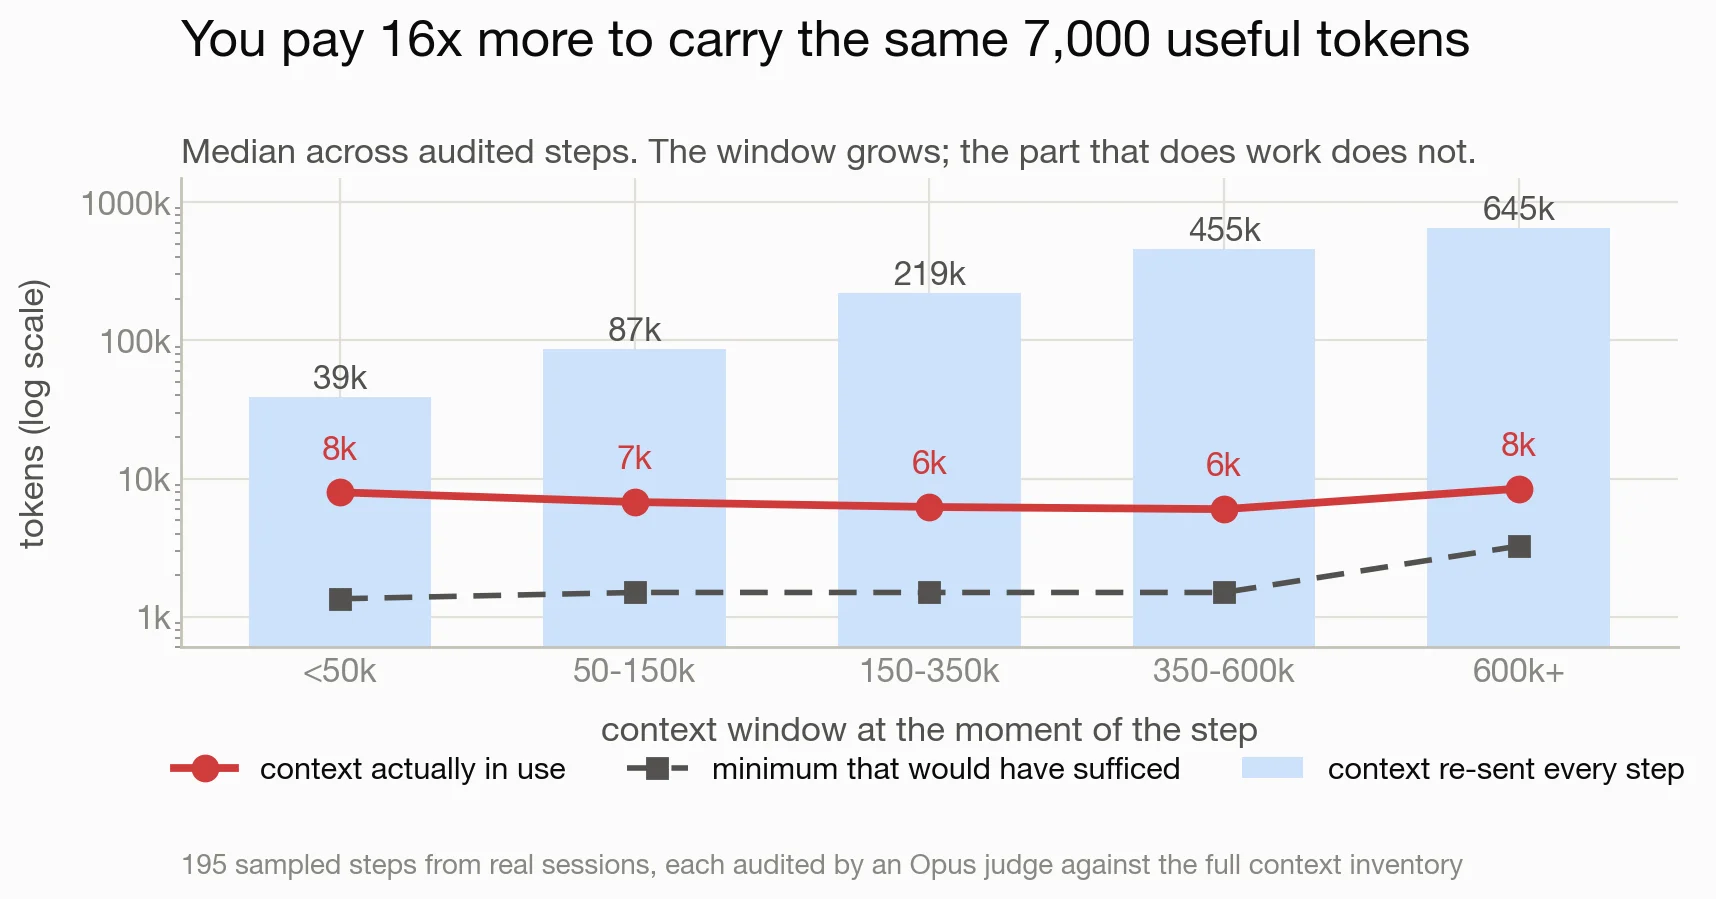 You pay 16x more to carry the same 7,000 useful tokens
Median across audited steps. The window grows; the part that does work does not.
tokens (log scale)
1000k
100k
10k
1k
39k
87k
219k
455k
645k
8k
7k
6k
6k
8k
<50k
50-150k
150-350k
350-600k
600k+
context window at the moment of the step
context actually in use
minimum that would have sufficed
context re-sent every step
195 sampled steps from real sessions, each audited by an Opus judge against the full context inventory